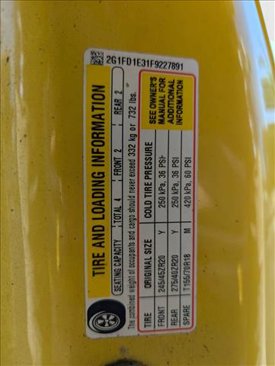 2G1FD1E31F9227891
TIRE AND LOADING INFORMATION
SEATING CAPACITY TOTAL 4 FRONT 2 REAR 2
The combined weight of occupants and cargo should never exceed 332 kg or 732 lbs.
TIRE ORIGINAL SIZE COLD TIRE PRESSURE
FRONT 245/45ZR20 Y 250 kPa, 36 PSI
REAR 275/40ZR20 Y 250 kPa, 36 PSI
SPARE T155/70R18 M 420 kPa, 60 PSI
SEE OWNER'S
MANUAL FOR
ADDITIONAL
INFORMATION